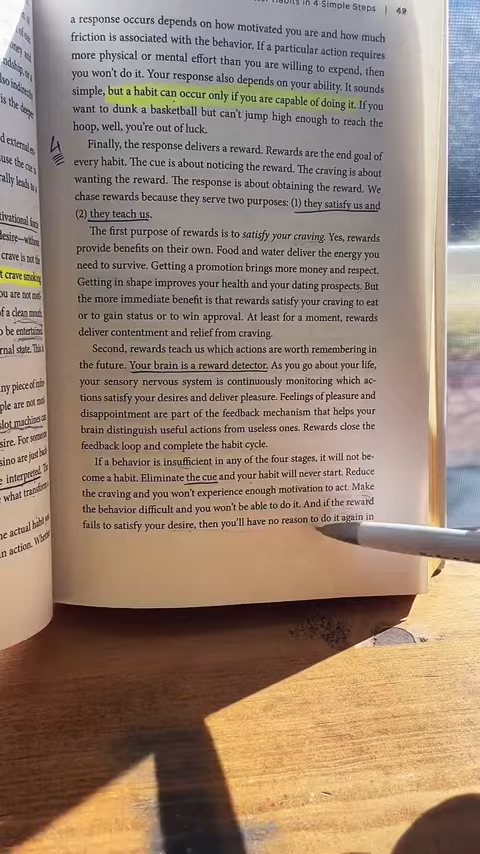 Habits in 4 Simple Steps | 49
a response occurs depends on how motivated you are and how much
friction is associated with the behavior. If a particular action requires
more physical or mental effort than you are willing to expend, then
you won't do it. Your response also depends on your ability. It sounds
simple, but a habit can occur only if you are capable of doing it. If you
want to dunk a basketball but can't jump high enough to reach the
hoop, well, you're out of luck.
4
Finally, the response delivers a reward. Rewards are the end goal of
every habit. The cue is about noticing the reward. The craving is about
wanting the reward. The response is about obtaining the reward. We
chase rewards because they serve two purposes: (1) they satisfy us and
(2) they teach us.
The first purpose of rewards is to satisfy your craving. Yes, rewards
provide benefits on their own. Food and water deliver the energy you
need to survive. Getting a promotion brings more money and respect.
Getting in shape improves your health and your dating prospects. But
the more immediate benefit is that rewards satisfy your craving to eat
or to gain status or to win approval. At least for a moment, rewards
deliver contentment and relief from craving.
Second, rewards teach us which actions are worth remembering in
the future. Your brain is a reward detector. As you go about your life,
your sensory nervous system is continuously monitoring which ac-
tions satisfy your desires and deliver pleasure. Feelings of pleasure and
disappointment are part of the feedback mechanism that helps your
brain distinguish useful actions from useless ones. Rewards close the
feedback loop and complete the habit cycle.
If a behavior is insufficient in any of the four stages, it will not be-
come a habit. Eliminate the cue and your habit will never start. Reduce
the craving and you won't experience enough motivation to act. Make
the behavior difficult and you won't be able to do it. And if the reward
fails to satisfy your desire, then you'll have no reason to do it again in